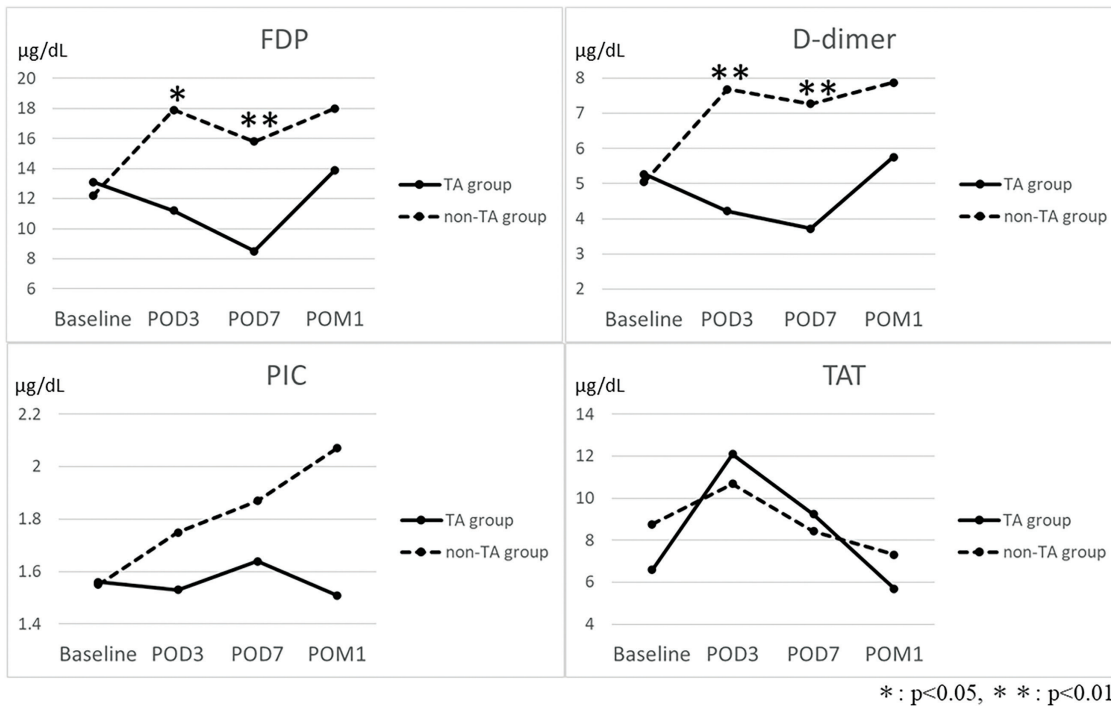 FDP
μg/dL
20
18
16
14
12
10
8
6
*
**
Baseline POD3 POD7 POM1
TA group
non-TA group
D-dimer
μg/dL
8
7
6
5
4
3
2
**
**
Baseline POD3 POD7 POM1
TA group
non-TA group
PIC
μg/dL
2.2
2
1.8
1.6
1.4
Baseline POD3 POD7 POM1
TA group
non-TA group
TAT
μg/dL
14
12
10
8
6
4
Baseline POD3 POD7 POM1
TA group
non-TA group
* : p<0.05, * * : p<0.01